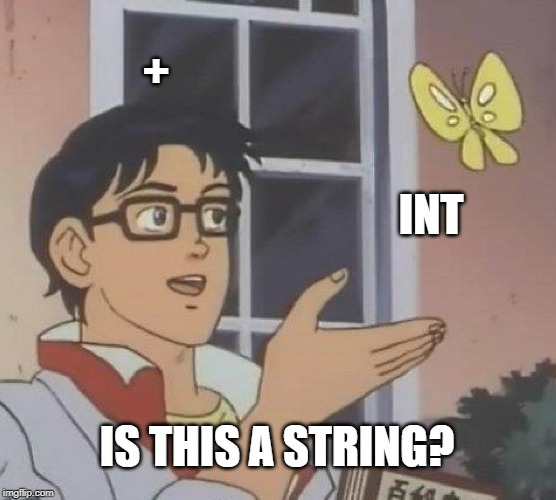 +
INT
IS THIS A STRING?
imgflip.com